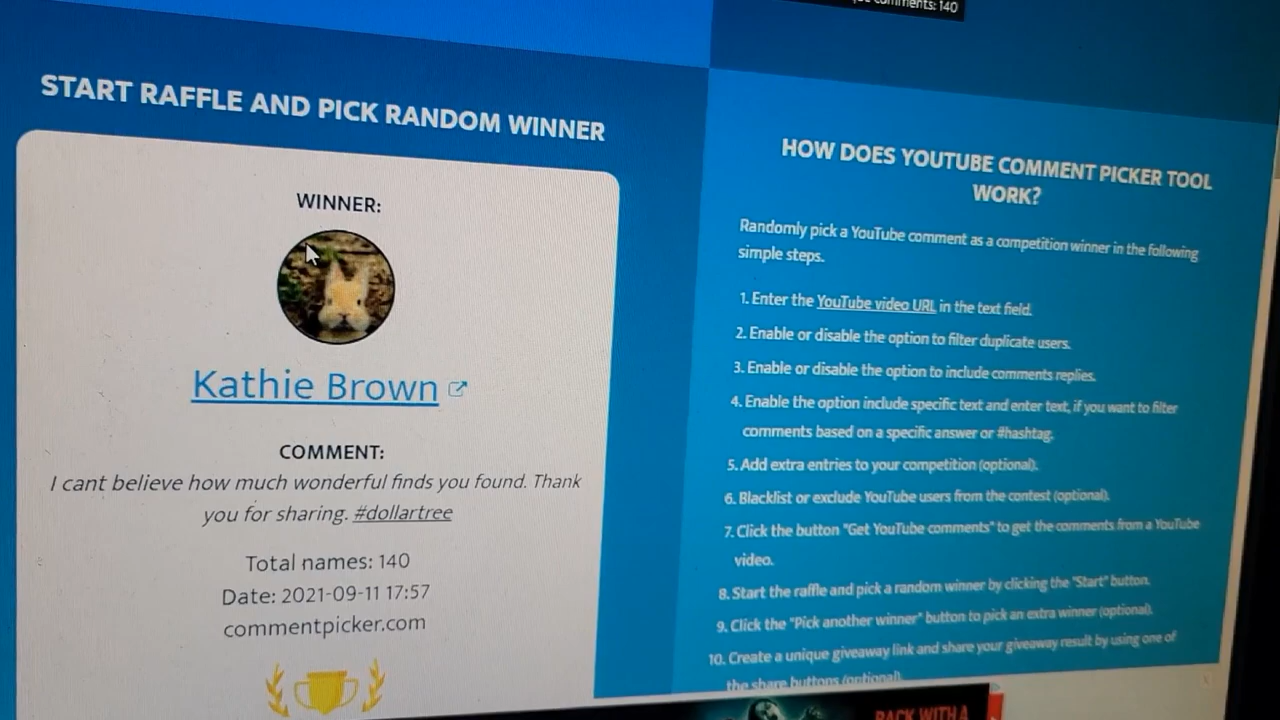 comments: 140
START RAFFLE AND PICK RANDOM WINNER
WINNER:
Kathie Brown
COMMENT:
I cant believe how much wonderful finds you found. Thank
you for sharing. #dollartree
Total names: 140
Date: 2021-09-11 17:57
commentpicker.com
HOW DOES YOUTUBE COMMENT PICKER TOOL
WORK?
Randomly pick a YouTube comment as a competition winner in the following
simple steps.
1. Enter the YouTube video URL in the text field.
2. Enable or disable the option to filter duplicate users.
3. Enable or disable the option to include comments replies.
4. Enable the option include specific text and enter text, if you want to filter
comments based on a specific answer or #hashtag.
5. Add extra entries to your competition (optional).
6. Blacklist or exclude YouTube users from the contest (optional).
7. Click the button "Get YouTube comments" to get the comments from a YouTube
video.
8. Start the raffle and pick a random winner by clicking the "Start" button.
9. Click the "Pick another winner" button to pick an extra winner (optional).
10. Create a unique giveaway link and share your giveaway result by using one of
the share buttons (optional).
BACK WITH A